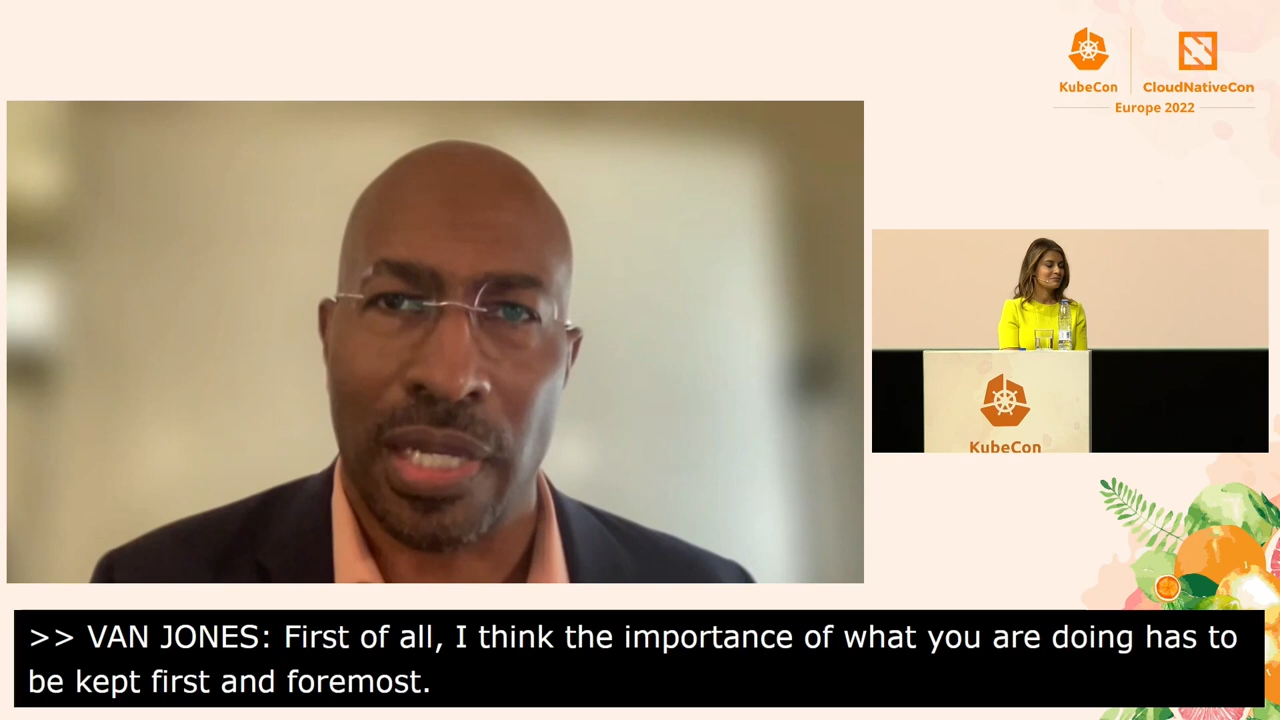 KubeCon
CloudNativeCon
Europe 2022
KubeCon
>> VAN JONES: First of all, I think the importance of what you are doing has to
be kept first and foremost.